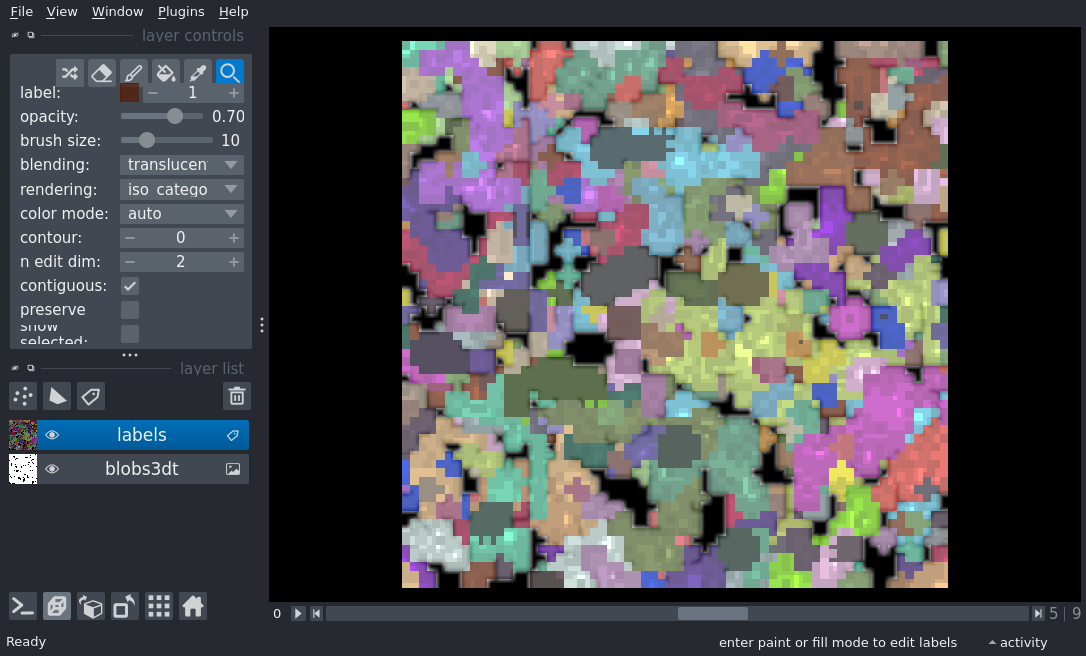 File View Window Plugins Help
layer controls
label: 1
opacity: 0.70
brush size: 10
blending: translucen
rendering: iso_catego
color mode: auto
contour: 0
n edit dim: 2
contiguous:
preserve
show
selected:
layer list
labels
blobs3dt
0 5 | 9
Ready enter paint or fill mode to edit labels activity